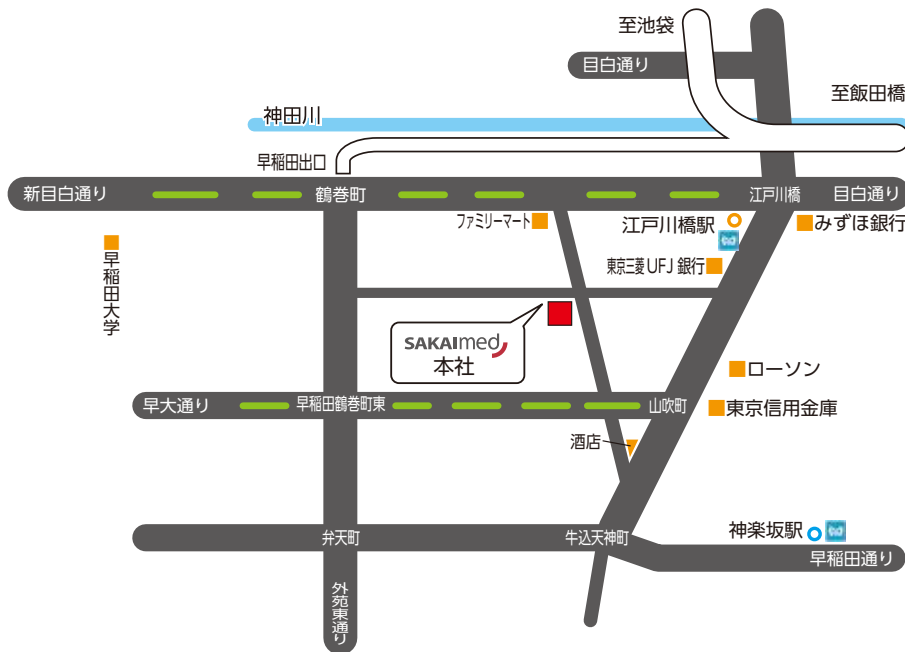 至池袋
目白通り
至飯田橋
神田川
早稲田出口
新目白通り
鶴巻町
江戸川橋
目白通り
ファミリーマート
江戸川橋駅
みずほ銀行
早稲田大学
東京三菱UFJ銀行
SAKAImed
本社
ローソン
早大通り
早稲田鶴巻町東
山吹町
東京信用金庫
酒店
弁天町
牛込天神町
神楽坂駅
早稲田通り
外苑東通り